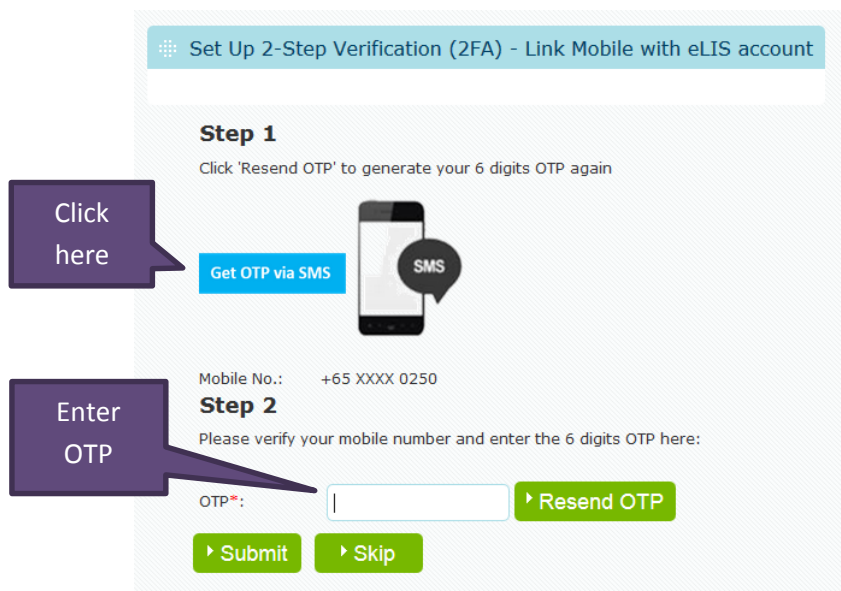 Set Up 2-Step Verification (2FA) - Link Mobile with eLIS account
Step 1
Click 'Resend OTP' to generate your 6 digits OTP again
Click
here
Get OTP via SMS
SMS
Mobile No.: +65 XXXX 0250
Step 2
Enter
OTP
Please verify your mobile number and enter the 6 digits OTP here:
OTP*:
Resend OTP
Submit
Skip